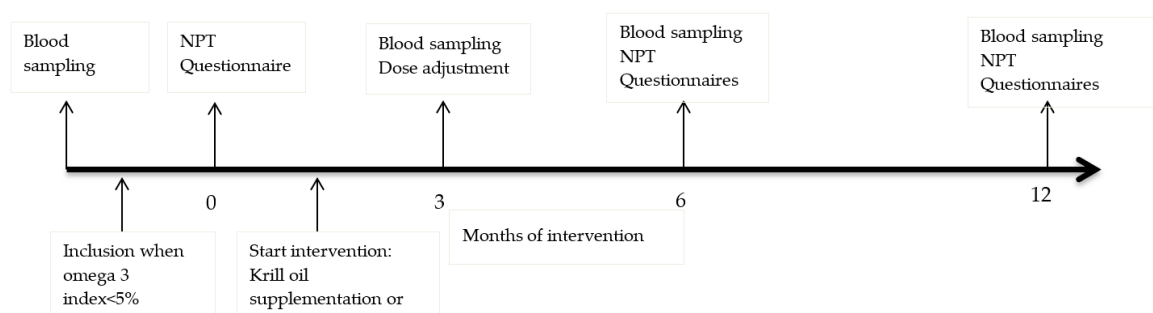 Blood
sampling
NPT
Questionnaire
Blood sampling
Dose adjustment
Blood sampling
NPT
Questionnaires
Blood sampling
NPT
Questionnaires
0
3
6
12
Inclusion when
omega 3
index<5%
Start intervention:
Krill oil
supplementation or
Months of intervention